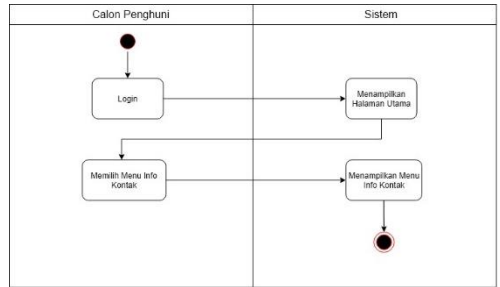 Calon Penghuni
Sistem
Login
Menampilkan
Halaman Utama
Memilih Menu Info
Kontak
Menampilkan Menu
Info Kontak